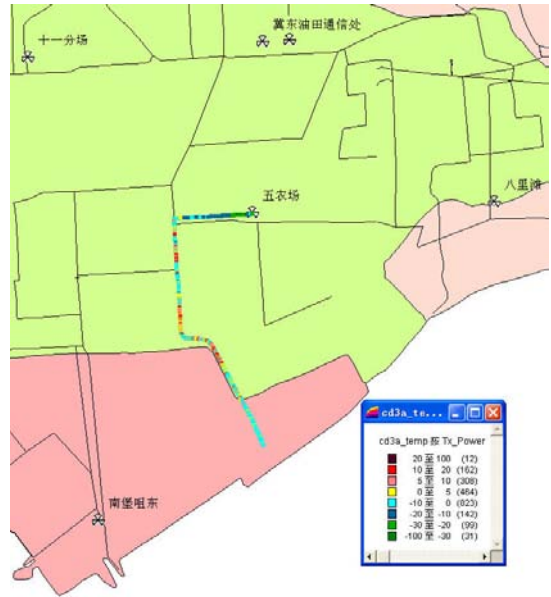 冀东油田通信处
十一分场
八里滩
五农场
cd3a_te...
cd3a_temp 按 Tx_Power
20 至 100 (12)
10 至 20 (162)
5 至 10 (308)
0 至 5 (464)
-10 至 0 (823)
-20 至 -10 (142)
-30 至 -20 (99)
-100 至 -30 (21)
南堡咀东